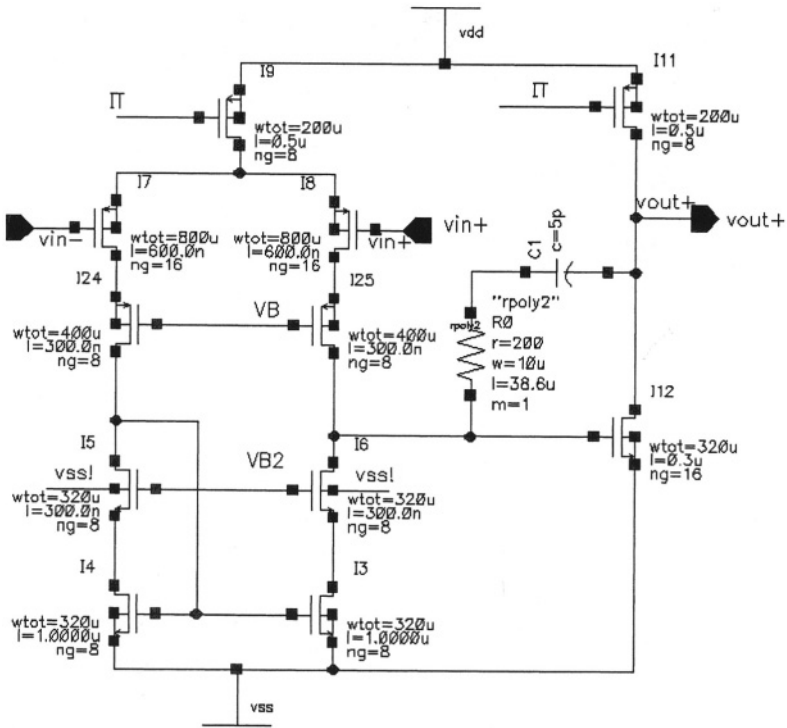 vdd
I9
I11
IT
IT
wtot=200u
l=0.5u
ng=8
wtot=200u
l=0.5u
ng=8
I7
I8
vout+
vout+
vin-
vin+
vin+
wtot=800u
l=600.0n
ng=16
wtot=800u
l=600.0n
ng=16
C1
c=5p
I24
I25
VB
"rpoly2"
rpoly2
R0
r=200
w=10u
l=38.6u
m=1
wtot=400u
l=300.0n
ng=8
wtot=400u
l=300.0n
ng=8
I12
I5
I6
VB2
vss!
vss!
wtot=320u
l=0.3u
ng=16
wtot=320u
l=300.0n
ng=8
wtot=320u
l=300.0n
ng=8
I4
I3
wtot=320u
l=1.0000u
ng=8
wtot=320u
l=1.0000u
ng=8
vss